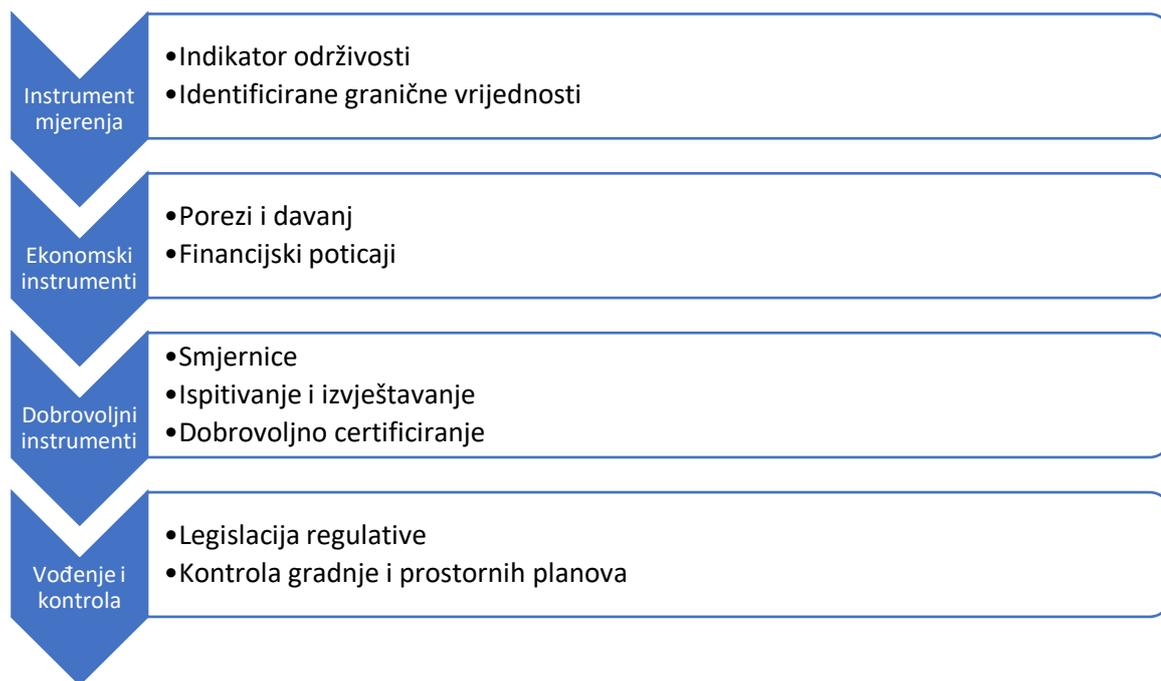 Instrument
mjerenja
•Indikator održivosti
•Identificirane granične vrijednosti
Ekonomski
instrumenti
•Porezi i davanj
•Financijski poticaji
Dobrovoljni
instrumenti
•Smjernice
•Ispitivanje i izvještavanje
•Dobrovoljno certificiranje
Vođenje i
kontrola
•Legislacija regulative
•Kontrola gradnje i prostornih planova